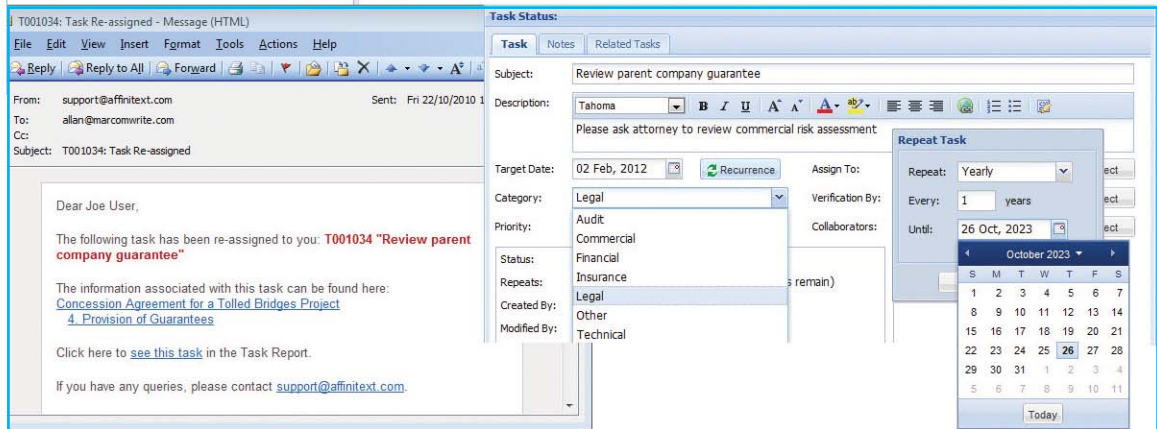 T001034: Task Re-assigned - Message (HTML)
File Edit View Insert Format Tools Actions Help
Reply Reply to All Forward
From: support@affinitext.com Sent: Fri 22/10/2010 1
To: allan@marcomwrite.com
Cc:
Subject: T001034: Task Re-assigned
Dear Joe User,
The following task has been re-assigned to you: T001034 "Review parent
company guarantee"
The information associated with this task can be found here:
Concession Agreement for a Tolled Bridges Project
4. Provision of Guarantees
Click here to see this task in the Task Report.
If you have any queries, please contact support@affinitext.com.
Task Status:
Task Notes Related Tasks
Subject: Review parent company guarantee
Description: Tahoma B I U A A A ab
Please ask attorney to review commercial risk assessment
Target Date: 02 Feb, 2012 Recurrence Assign To: ect
Category: Legal Verification By: ect
Priority: Collaborators: ect
Audit
Commercial
Financial
Insurance
Legal
Other
Technical
Status:
Repeats: s remain)
Created By:
Modified By:
Repeat Task
Repeat: Yearly
Every: 1 years
Until: 26 Oct, 2023
October 2023
S M T W T F S
1 2 3 4 5 6 7
8 9 10 11 12 13 14
15 16 17 18 19 20 21
22 23 24 25 26 27 28
29 30 31 1 2 3 4
5 6 7 8 9 10 11
Today